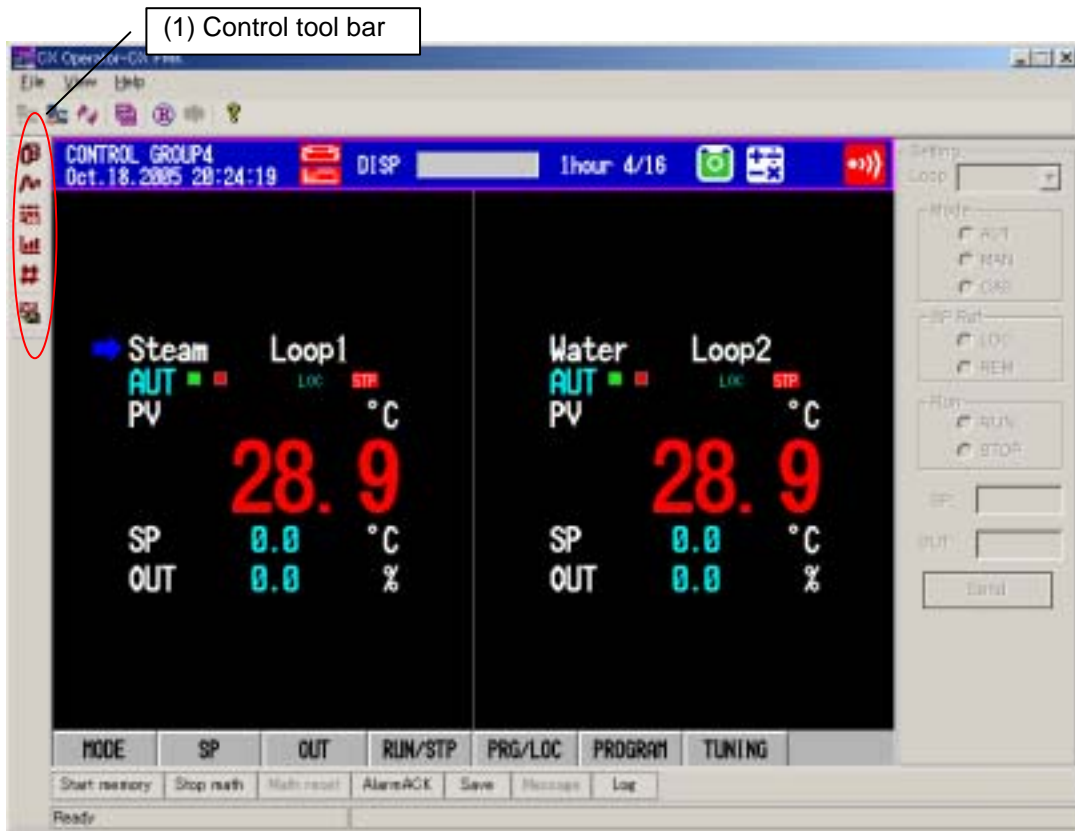 (1) Control tool bar
CX Operator-CX
File View Help
CONTROL GROUP4
Oct.18.2005 20:24:19
DISP
1hour 4/16
Setting
Loop
Mode
AUT
MAN
CAS
SP Ref
LOC
REM
Run
RUN
STOP
SP:
OUT:
Send
Steam Loop1
AUT LOC STP
PV °C
28.9
SP 0.0 °C
OUT 0.0 %
Water Loop2
AUT LOC STP
PV °C
28.9
SP 0.0 °C
OUT 0.0 %
MODE SP OUT RUN/STP PRG/LOC PROGRAM TUNING
Start memory Stop math Math reset AlarmACK Save Message Log
Ready